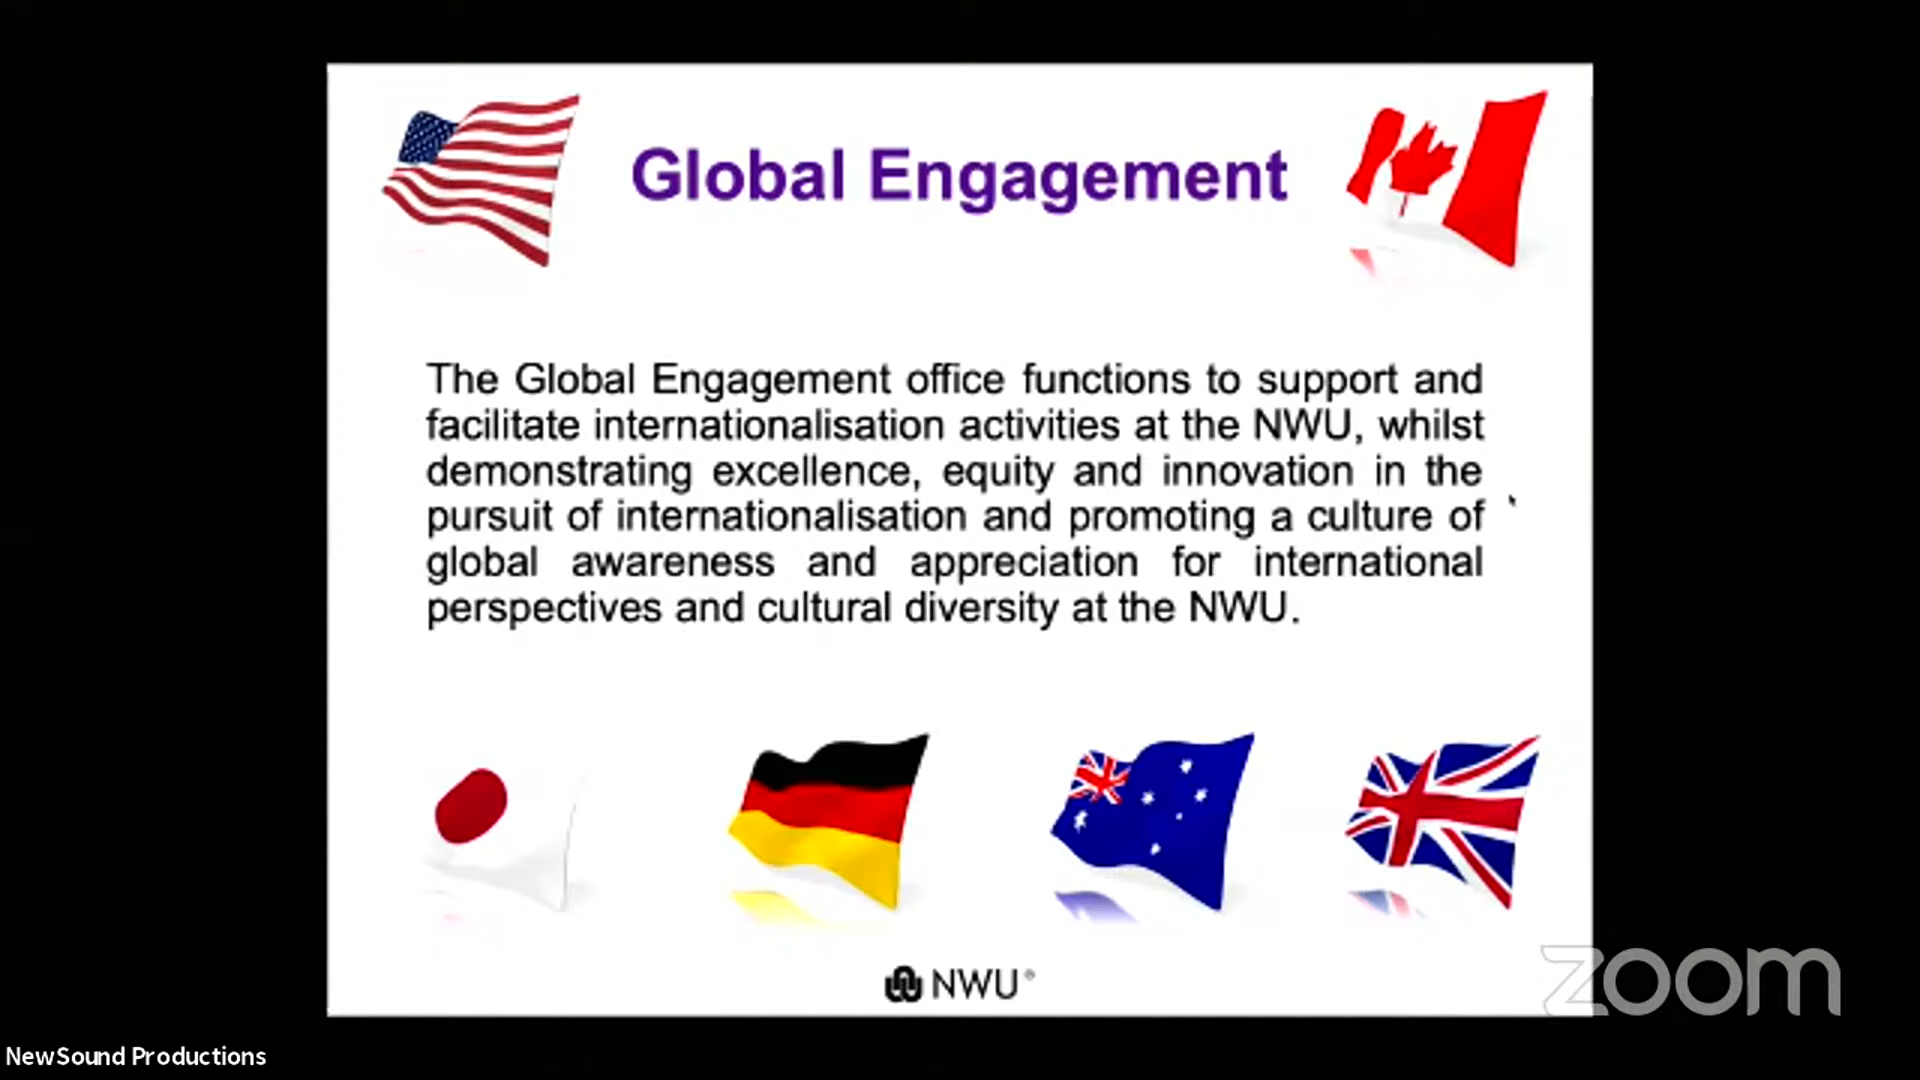 Global Engagement
The Global Engagement office functions to support and
facilitate internationalisation activities at the NWU, whilst
demonstrating excellence, equity and innovation in the
pursuit of internationalisation and promoting a culture of
global awareness and appreciation for international
perspectives and cultural diversity at the NWU.
NWU®
zoom
NewSound Productions